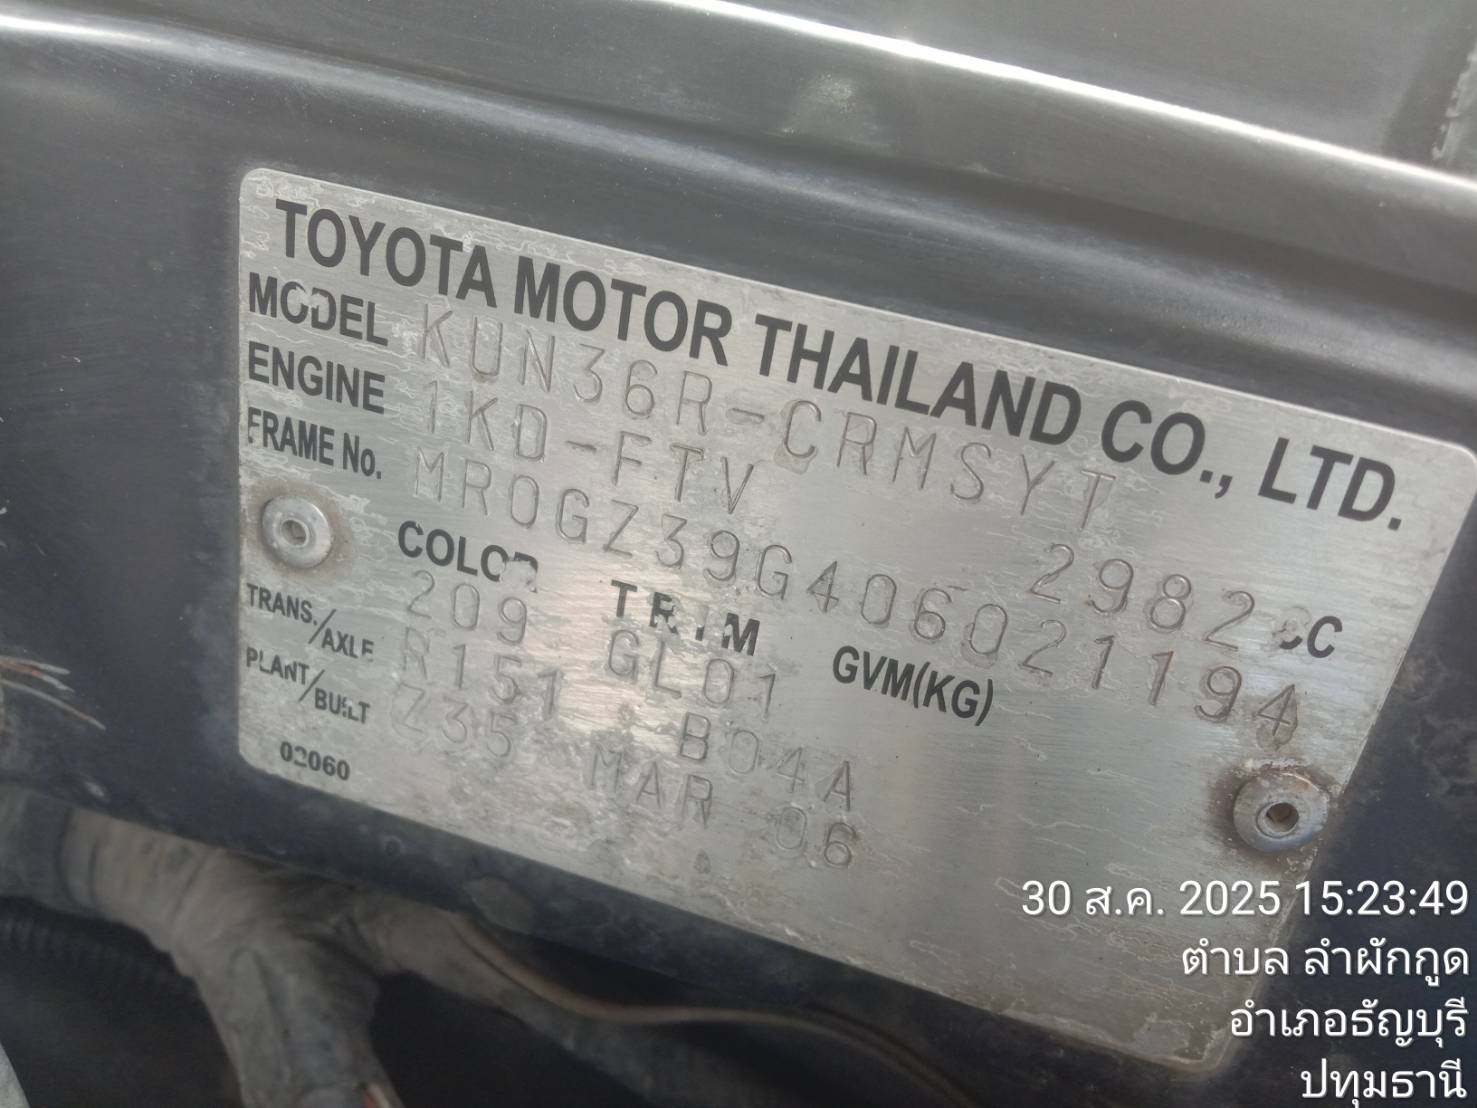 TOYOTA MOTOR THAILAND CO., LTD.
MODEL KUN36R-CRMSYT
ENGINE 1KD-FTV 2982 CC
FRAME No. MR0GZ39G406021194
COLOR TRIM GVM(KG)
209 GL01
TRANS./AXLE R151 B04A
PLANT/BUILT Z35 MAR 06
02060
30 ส.ค. 2025 15:23:49
ตำบล ลำผักกูด
อำเภอธัญบุรี
ปทุมธานี